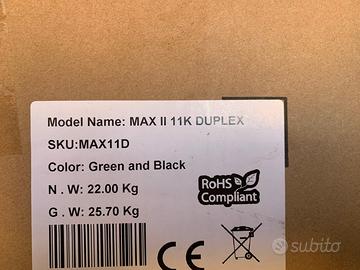 Model Name: MAX II 11K DUPLEX
SKU:MAX11D
Color: Green and Black
N . W: 22.00 Kg
G . W: 25.70 Kg
RoHS
Compliant
CE
subito